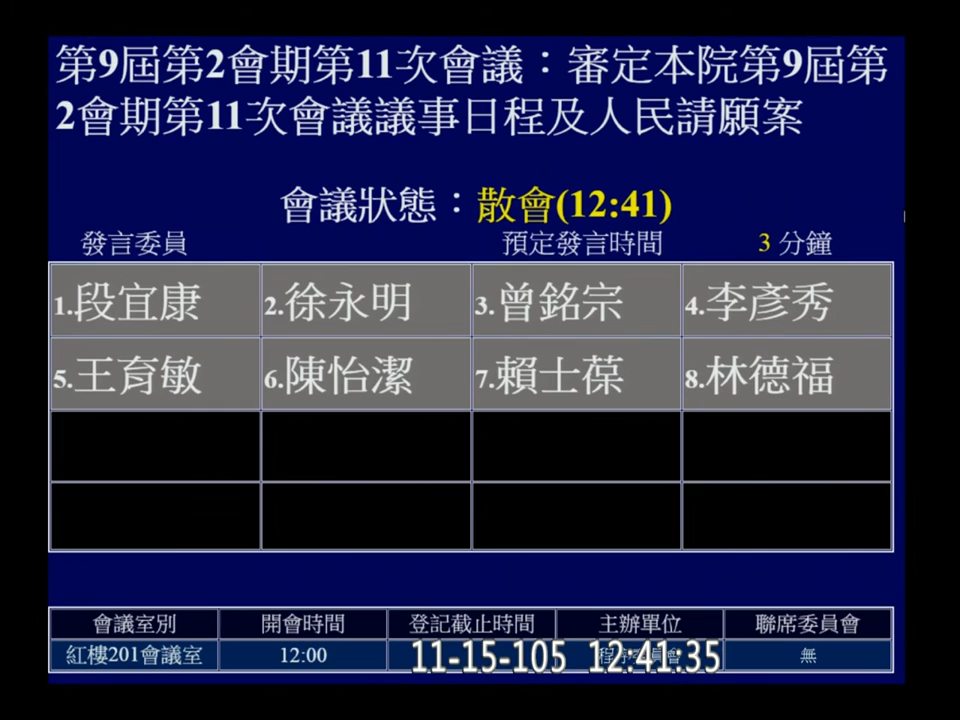 第9屆第2會期第11次會議：審定本院第9屆第
2會期第11次會議議事日程及人民請願案
會議狀態：散會(12:41)
發言委員 預定發言時間 3 分鐘
1.段宜康 2.徐永明 3.曾銘宗 4.李彥秀
5.王育敏 6.陳怡潔 7.賴士葆 8.林德福
會議室別 開會時間 登記截止時間 主辦單位 聯席委員會
紅樓201會議室 12:00 無
11-15-105 12:41:35